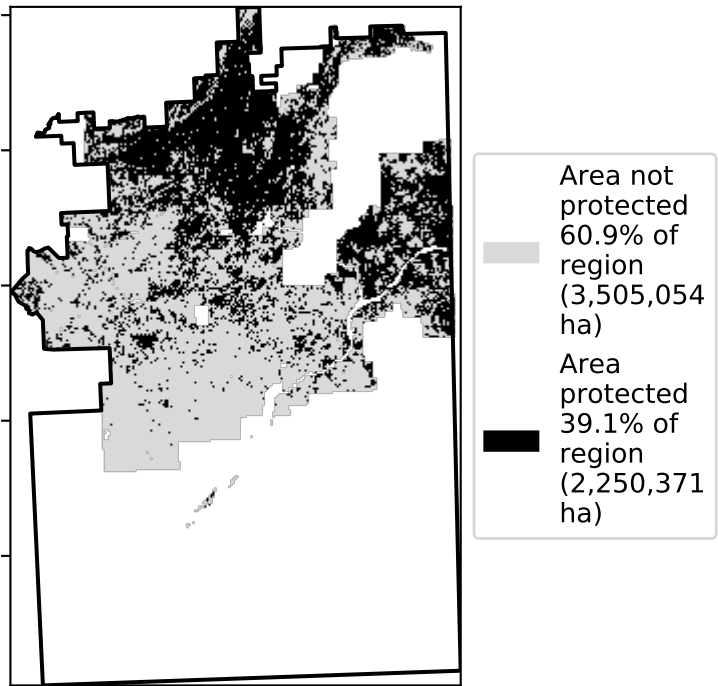 Area not
protected
60.9% of
region
(3,505,054
ha)
Area
protected
39.1% of
region
(2,250,371
ha)